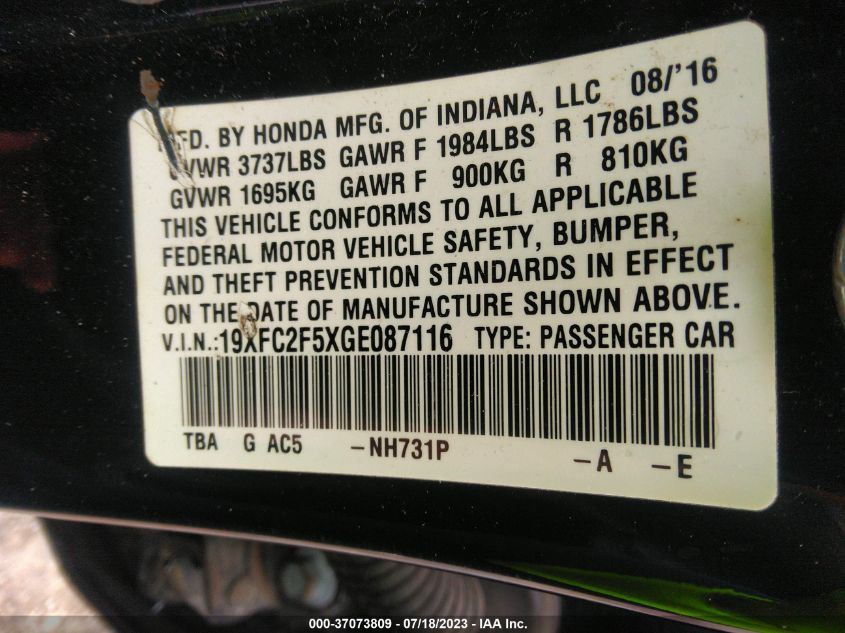 MFD. BY HONDA MFG. OF INDIANA, LLC 08/'16
GVWR 3737LBS GAWR F 1984LBS R 1786LBS
GVWR 1695KG GAWR F 900KG R 810KG
THIS VEHICLE CONFORMS TO ALL APPLICABLE
FEDERAL MOTOR VEHICLE SAFETY, BUMPER,
AND THEFT PREVENTION STANDARDS IN EFFECT
ON THE DATE OF MANUFACTURE SHOWN ABOVE.
V.I.N.:19XFC2F5XGE087116 TYPE: PASSENGER CAR
TBA G AC5 -NH731P -A -E
000-37073809 - 07/18/2023 - IAA Inc.